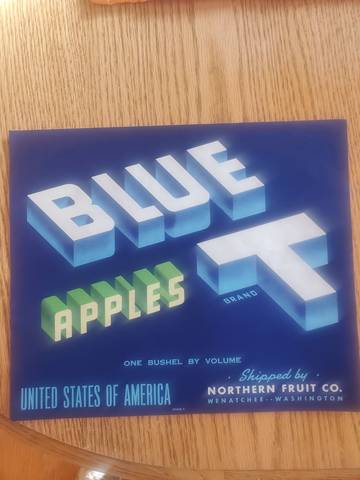 BLUE
T
APPLES
BRAND
ONE BUSHEL BY VOLUME
Shipped by
UNITED STATES OF AMERICA
NORTHERN FRUIT CO.
WENATCHEE--WASHINGTON